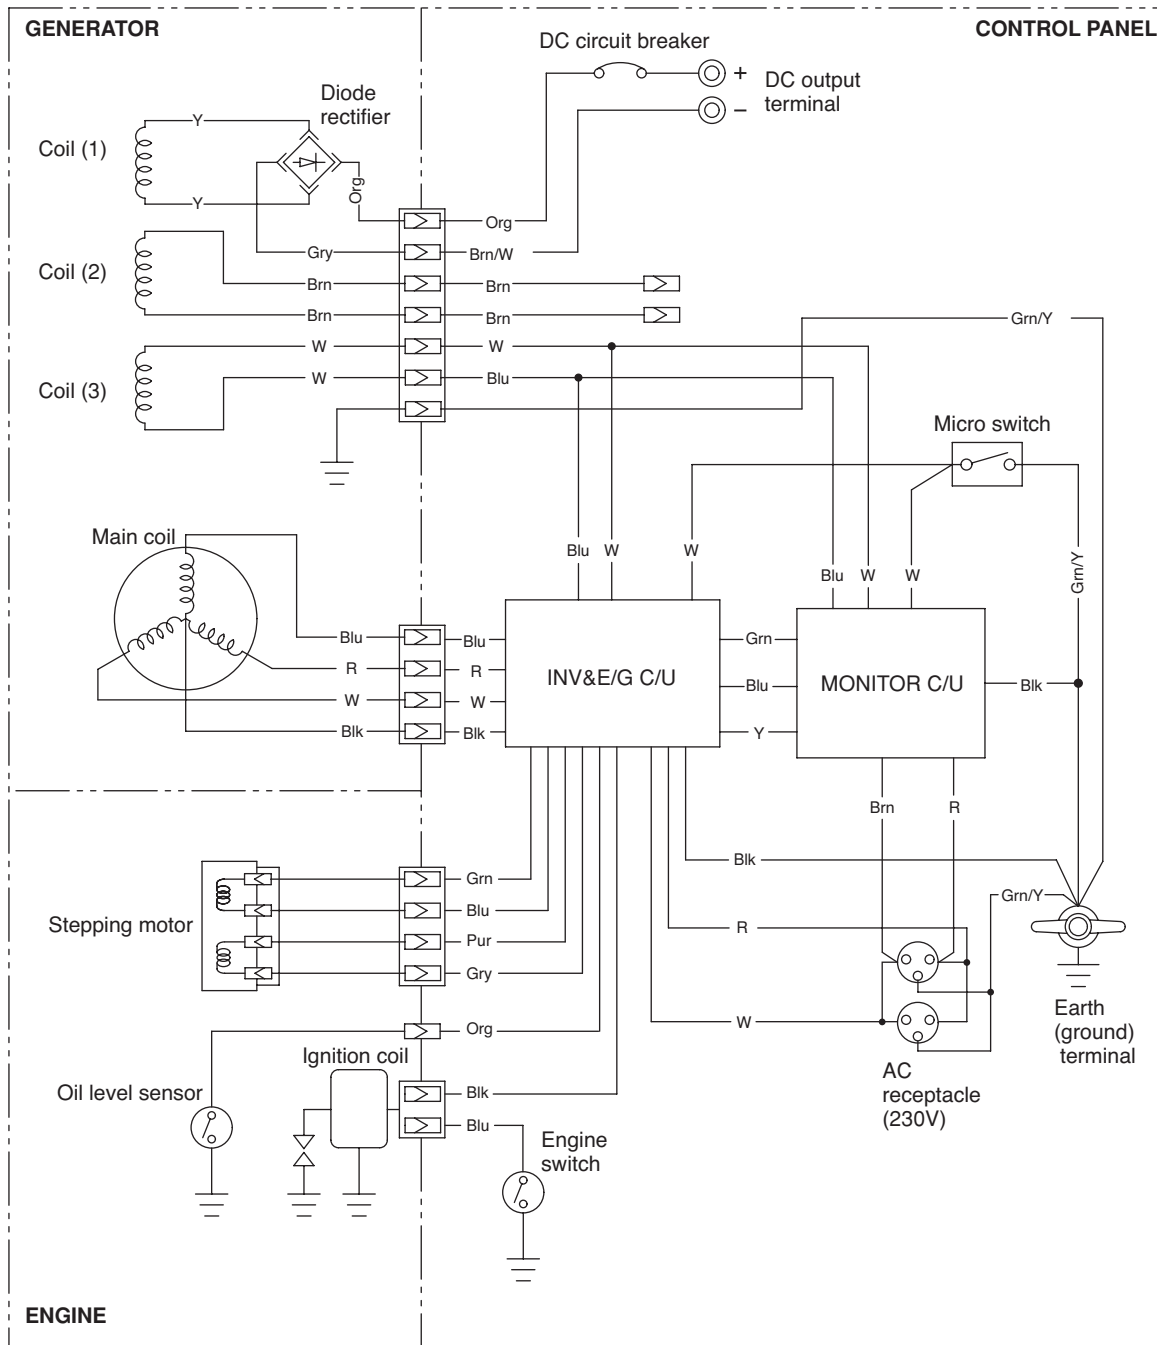 GENERATOR
CONTROL PANEL
DC circuit breaker
+
DC output
terminal
−
Diode
rectifier
Y
Coil (1)
Org
Y
Org
Gry
Brn/W
Coil (2)
Brn
Brn
Brn
Brn
Grn/Y
W
W
W
Blu
Coil (3)
Micro switch
Main coil
Blu
W
W
Blu
W
W
Grn/Y
Blu
Blu
R
R
W
W
Blk
Blk
INV&E/G C/U
Grn
Blu
Y
MONITOR C/U
Blk
Brn
R
Blk
Grn
Blu
Pur
Gry
Stepping motor
Grn/Y
R
W
Org
Earth
(ground)
terminal
AC
receptacle
(230V)
Ignition coil
Oil level sensor
Blk
Blu
Engine
switch
ENGINE